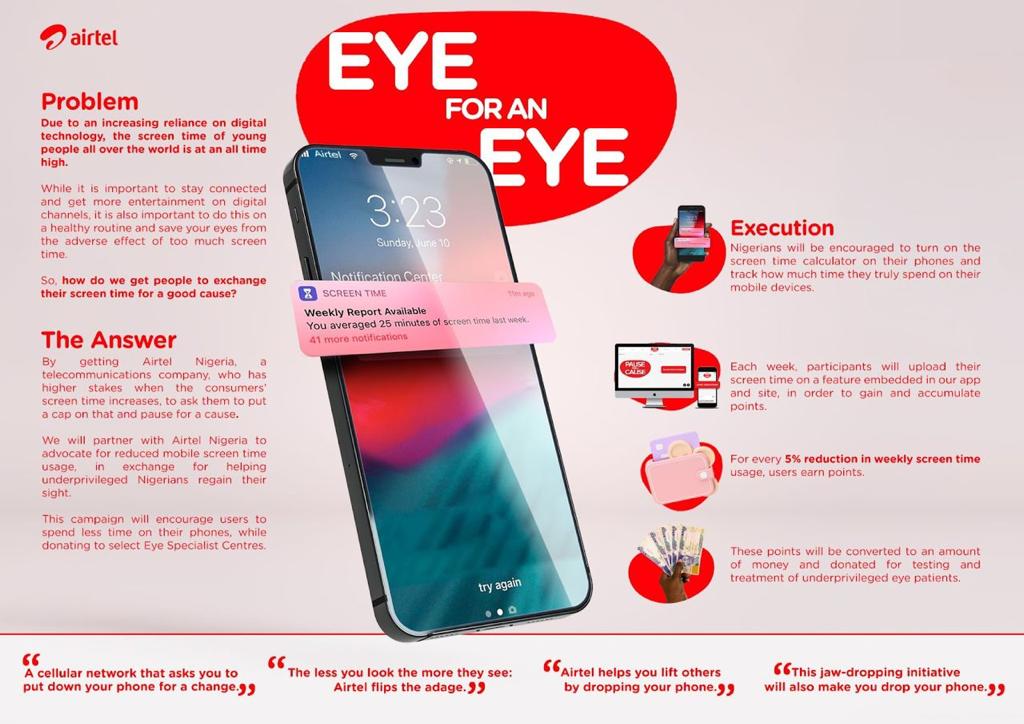 airtel
EYE
FOR AN
EYE
Problem
Due to an increasing reliance on digital
technology, the screen time of young
people all over the world is at an all time
high.
While it is important to stay connected
and get more entertainment on digital
channels, it is also important to do this on
a healthy routine and save your eyes from
the adverse effect of too much screen
time.
So, how do we get people to exchange
their screen time for a good cause?
The Answer
By getting Airtel Nigeria, a
telecommunications company, who has
higher stakes when the consumers'
screen time increases, to ask them to put
a cap on that and pause for a cause.
We will partner with Airtel Nigeria to
advocate for reduced mobile screen time
usage, in exchange for helping
underprivileged Nigerians regain their
sight.
This campaign will encourage users to
spend less time on their phones, while
donating to select Eye Specialist Centres.
Airtel
3:23
Sunday, June 10
Notification Center
SCREEN TIME
11m ago
Weekly Report Available
You averaged 25 minutes of screen time last week.
41 more notifications
try again
Execution
Nigerians will be encouraged to turn on the
screen time calculator on their phones and
track how much time they truly spend on their
mobile devices.
PAUSE
CAUSE
Each week, participants will upload their
screen time on a feature embedded in our app
and site, in order to gain and accumulate
points.
For every 5% reduction in weekly screen time
usage, users earn points.
These points will be converted to an amount
of money and donated for testing and
treatment of underprivileged eye patients.
“A cellular network that asks you to
put down your phone for a change.”
“The less you look the more they see:
Airtel flips the adage.”
“Airtel helps you lift others
by dropping your phone.”
“This jaw-dropping initiative
will also make you drop your phone.”